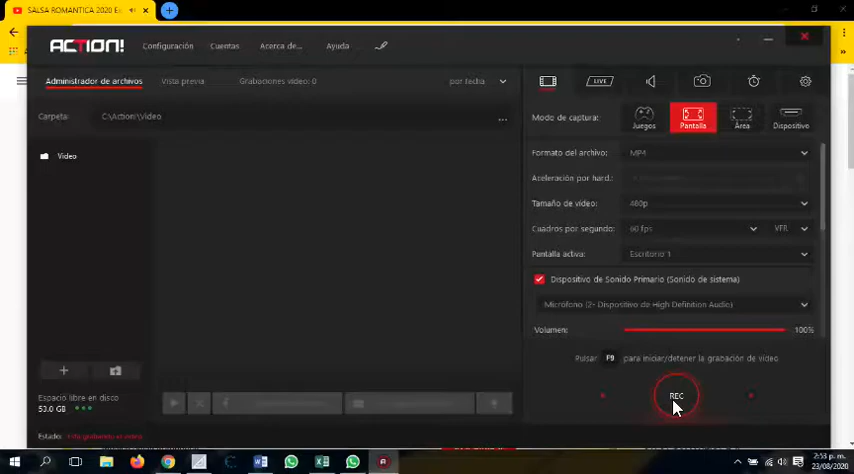 SALSA ROMANTICA 2020 Ex
ACTION!
Configuración
Cuentas
Acerca de...
Ayuda
Administrador de archivos
Vista previa
Grabaciones video: 0
por fecha
LIVE
Carpeta:
C:\Action!\Video
...
Modo de captura:
Juegos
Pantalla
Área
Dispositivo
Video
Formato del archivo:
MP4
Aceleración por hard.:
Tamaño de vídeo:
480p
Cuadros por segundo:
60 fps
VFR
Pantalla activa:
Escritorio 1
Dispositivo de Sonido Primario (Sonido de sistema)
Micrófono (2- Dispositivo de High Definition Audio)
Volumen:
100%
Pulsar F9 para iniciar/detener la grabación de vídeo
REC
Espacio libre en disco
53.0 GB
Estado:
2:53 p. m.
23/08/2020